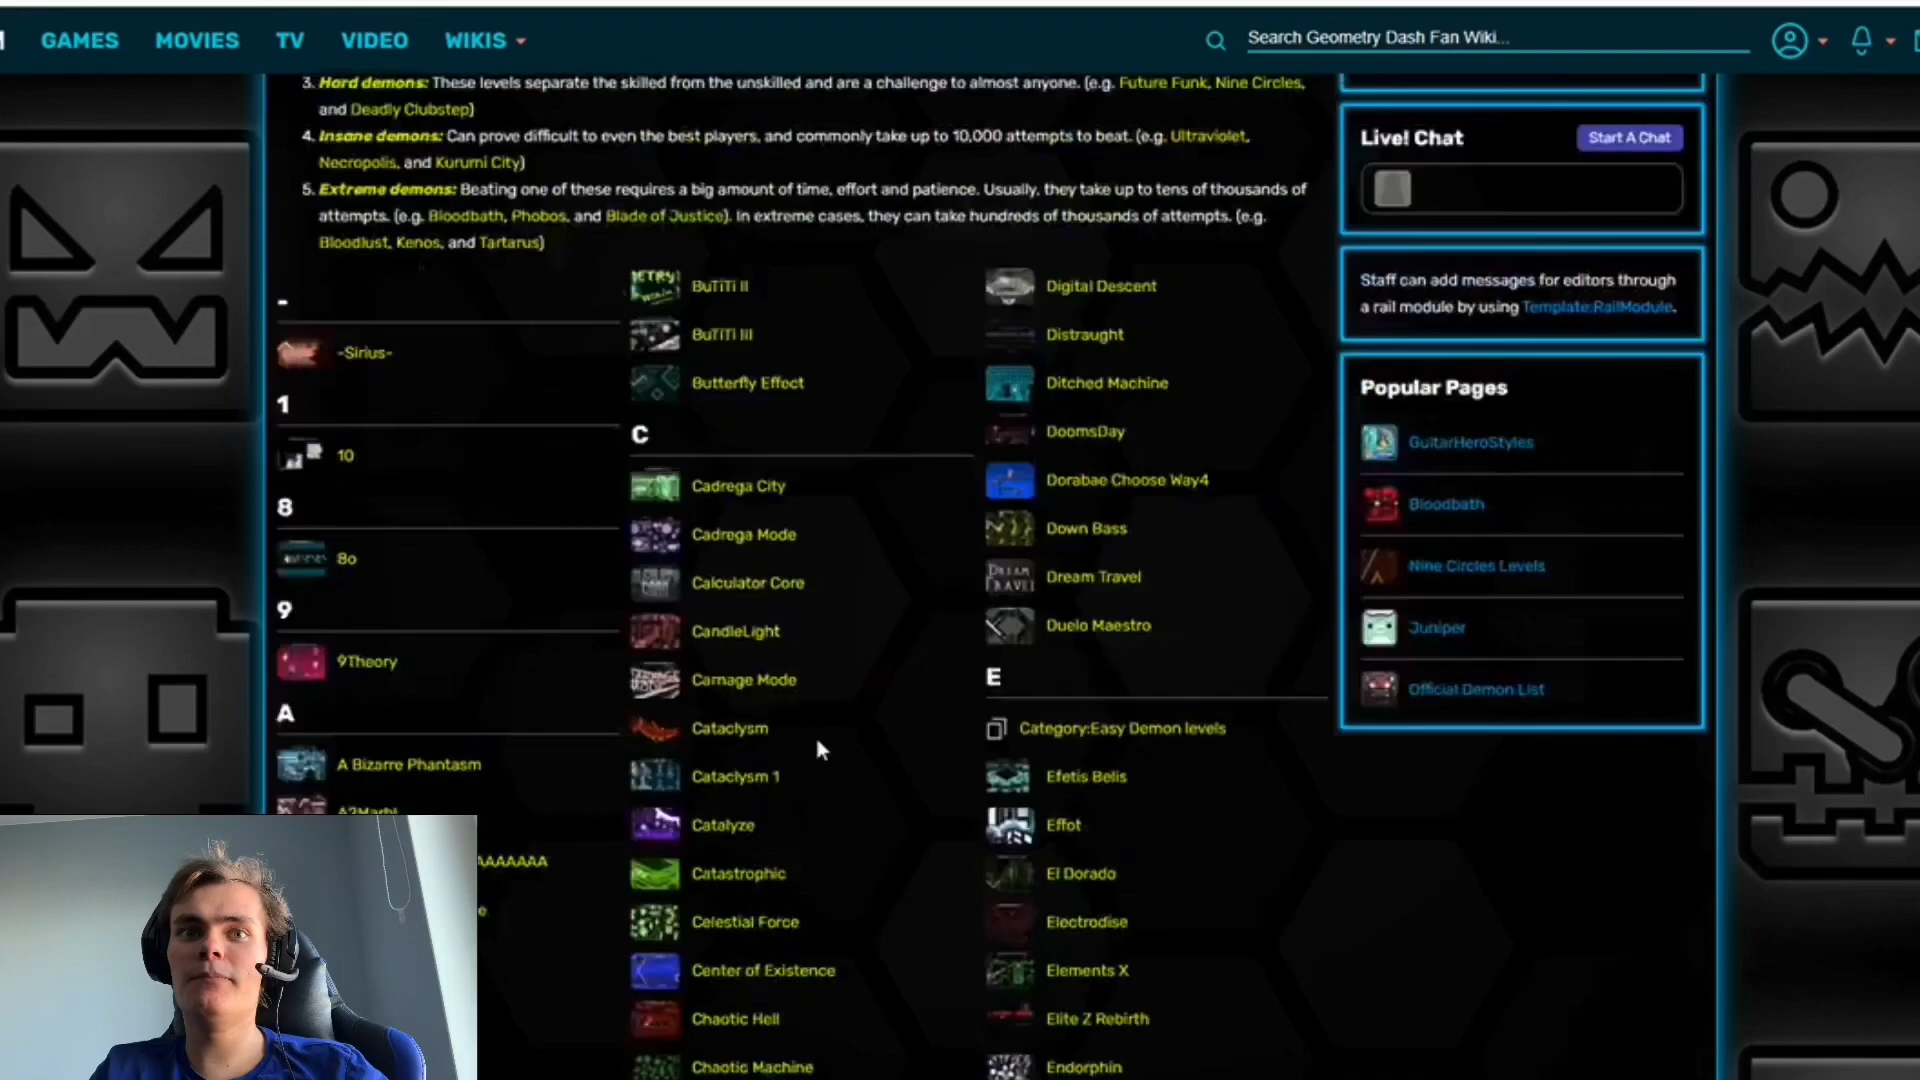 GAMES MOVIES TV VIDEO WIKIS
Search Geometry Dash Fan Wiki...
3. Hard demons: These levels separate the skilled from the unskilled and are a challenge to almost anyone. (e.g. Future Funk, Nine Circles,
and Deadly Clubstep)
4. Insane demons: Can prove difficult to even the best players, and commonly take up to 10,000 attempts to beat. (e.g. Ultraviolet,
Necropolis, and Kurumi City)
5. Extreme demons: Beating one of these requires a big amount of time, effort and patience. Usually, they take up to tens of thousands of
attempts. (e.g. Bloodbath, Phobos, and Blade of Justice). In extreme cases, they can take hundreds of thousands of attempts. (e.g.
Bloodlust, Kenos, and Tartarus)
-
-Sirius-
1
10
8
8o
9
9Theory
A
A Bizarre Phantasm
AAAAAAA
e
BuTiTi II
BuTiTi III
Butterfly Effect
C
Cadrega City
Cadrega Mode
Calculator Core
CandleLight
Carnage Mode
Cataclysm
Cataclysm 1
Catalyze
Catastrophic
Celestial Force
Center of Existence
Chaotic Hell
Chaotic Machine
Digital Descent
Distraught
Ditched Machine
DoomsDay
Dorabae Choose Way4
Down Bass
DREAM
TRAVEL
Dream Travel
Duelo Maestro
E
Category:Easy Demon levels
Efetis Belis
Effot
El Dorado
Electrodise
Elements X
Elite Z Rebirth
Endorphin
Live! Chat
Start A Chat
Staff can add messages for editors through
a rail module by using Template:RailModule.
Popular Pages
GuitarHeroStyles
Bloodbath
Nine Circles Levels
Juniper
Official Demon List